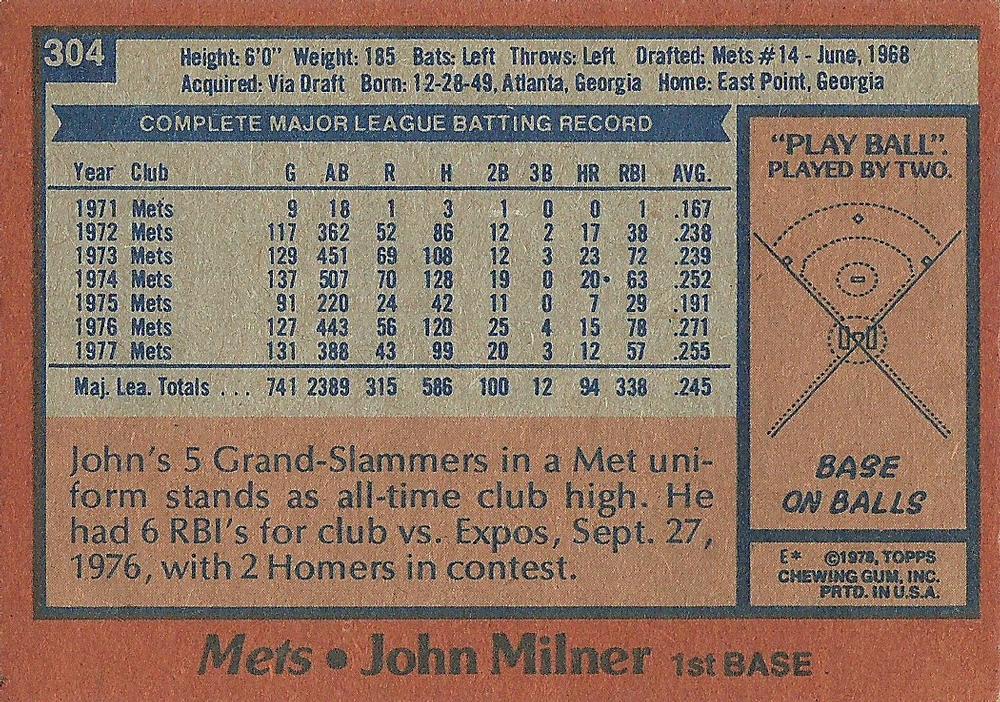 304
Height: 6'0" Weight: 185 Bats: Left Throws: Left Drafted: Mets #14 - June, 1968
Acquired: Via Draft Born: 12-28-49, Atlanta, Georgia Home: East Point, Georgia
COMPLETE MAJOR LEAGUE BATTING RECORD
Year Club G AB R H 2B 3B HR RBI AVG.
1971 Mets 9 18 1 3 1 0 0 1 .167
1972 Mets 117 362 52 86 12 2 17 38 .238
1973 Mets 129 451 69 108 12 3 23 72 .239
1974 Mets 137 507 70 128 19 0 20• 63 .252
1975 Mets 91 220 24 42 11 0 7 29 .191
1976 Mets 127 443 56 120 25 4 15 78 .271
1977 Mets 131 388 43 99 20 3 12 57 .255
Maj. Lea. Totals . . . 741 2389 315 586 100 12 94 338 .245
John's 5 Grand-Slammers in a Met uni-
form stands as all-time club high. He
had 6 RBI's for club vs. Expos, Sept. 27,
1976, with 2 Homers in contest.
"PLAY BALL".
PLAYED BY TWO.
BASE
ON BALLS
E* ©1978, TOPPS
CHEWING GUM, INC.
PRTD. IN U.S.A.
Mets • John Milner 1st BASE